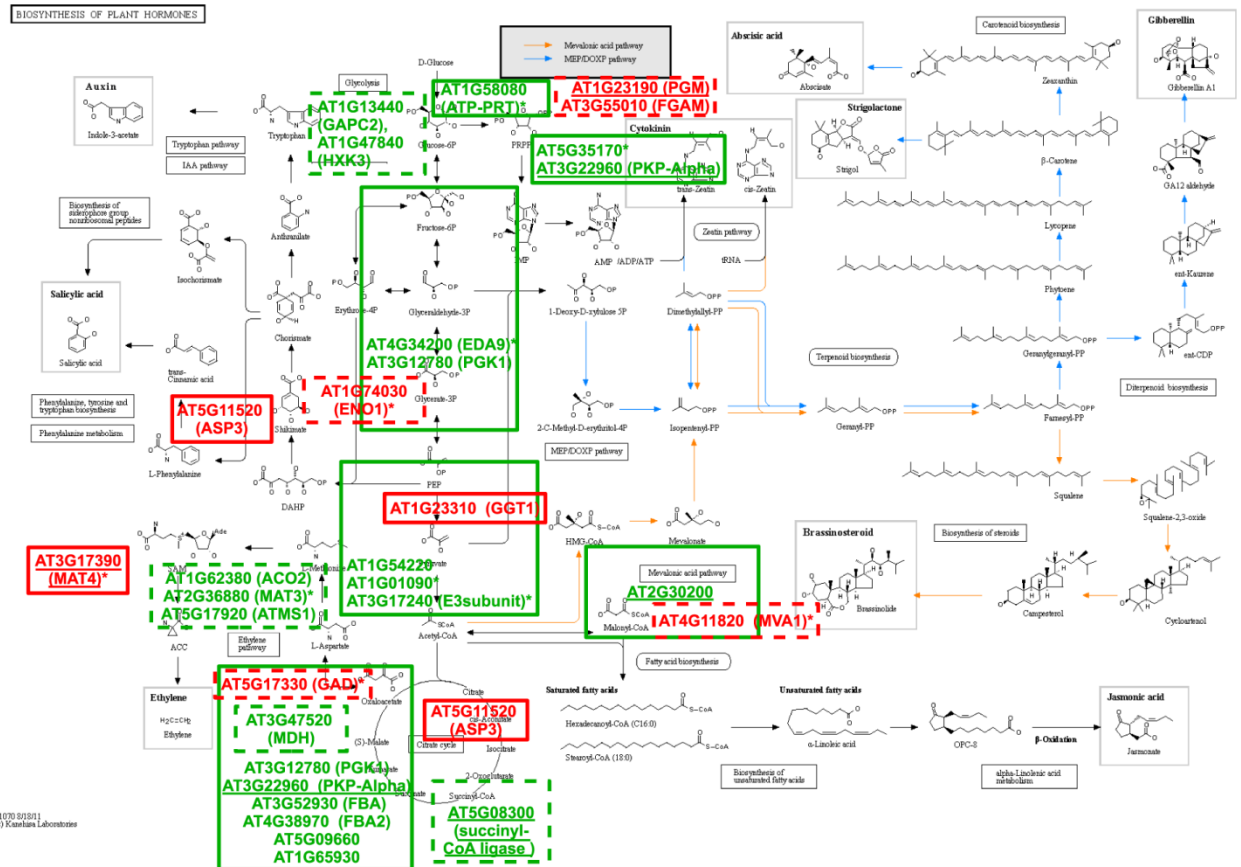 BIOSYNTHESIS OF PLANT HORMONES
Mevalonic acid pathway
MEP/DOXP pathway
Auxin
Indole-3-acetate
Tryptophan
Tryptophan pathway
IAA pathway
Glycolysis
D-Glucose
Glucose-6P
PRPP
AT1G13440
(GAPC2),
AT1G47840
(HXK3)
AT1G58080
(ATP-PRT)*
AT1G23190 (PGM)
AT3G55010 (FGAM)
Cytokinin
AT5G35170*
AT3G22960 (PKP-Alpha)
trans-Zeatin
cis-Zeatin
Zeatin pathway
Abscisic acid
Abscisate
Strigolactone
Strigol
Carotenoid biosynthesis
Zeaxanthin
β-Carotene
Lycopene
Phytoene
Geranylgeranyl-PP
Gibberellin
Gibberellin A1
GA12 aldehyde
ent-Kaurene
ent-CDP
Diterpenoid biosynthesis
Biosynthesis of
siderophore group
nonribosomal peptides
Isochorismate
Anthranilate
Chorismate
Salicylic acid
Salicylic acid
trans-
Cinnamic acid
Phenylalanine, tyrosine and
tryptophan biosynthesis
Phenylalanine metabolism
L-Phenylalanine
Shikimate
DAHP
AT5G11520
(ASP3)
AT1G74030
(ENO1)*
Fructose-6P
IMP
AMP /ADP/ATP
tRNA
Erythrose-4P
Glyceraldehyde-3P
1-Deoxy-D-xylulose 5P
Dimethylallyl-PP
AT4G34200 (EDA9)*
AT3G12780 (PGK1)
Glycerate-3P
2-C-Methyl-D-erythritol-4P
MEP/DOXP pathway
Isopentenyl-PP
Terpenoid biosynthesis
Geranyl-PP
Farnesyl-PP
PEP
AT1G23310 (GGT1)
AT1G54220
AT1G01090*
AT3G17240 (E3subunit)*
Acetyl-CoA
HMG-CoA
Mevalonate
Mevalonic acid pathway
AT2G30200
Malonyl-CoA
AT4G11820 (MVA1)*
Squalene
Squalene-2,3-oxide
Biosynthesis of steroids
Brassinosteroid
Brassinolide
Campesterol
Cycloartenol
AT3G17390
(MAT4)*
SAM
L-Methionine
AT1G62380 (ACO2)
AT2G36880 (MAT3)*
AT5G17920 (ATMS1)
ACC
Ethylene
pathway
L-Aspartate
Ethylene
H₂C=CH₂
Ethylene
AT5G17330 (GAD)*
Oxaloacetate
AT3G47520
(MDH)
(S)-Malate
Citrate
cis-Aconitate
Isocitrate
Citrate cycle
2-Oxoglutarate
Succinyl-CoA
AT5G11520
(ASP3)
AT3G12780 (PGK1)
AT3G22960 (PKP-Alpha)
AT3G52930 (FBA)
AT4G38970 (FBA2)
AT5G09660
AT1G65930
AT5G08300
(succinyl-
CoA ligase )
Fatty acid biosynthesis
Saturated fatty acids
Hexadecanoyl-CoA (C16:0)
Stearoyl-CoA (18:0)
Unsaturated fatty acids
α-Linoleic acid
Biosynthesis of
unsaturated fatty acids
OPC-8
β-Oxidation
alpha-Linolenic acid
metabolism
Jasmonic acid
Jasmonate
1070 8/18/11
) Kanehisa Laboratories